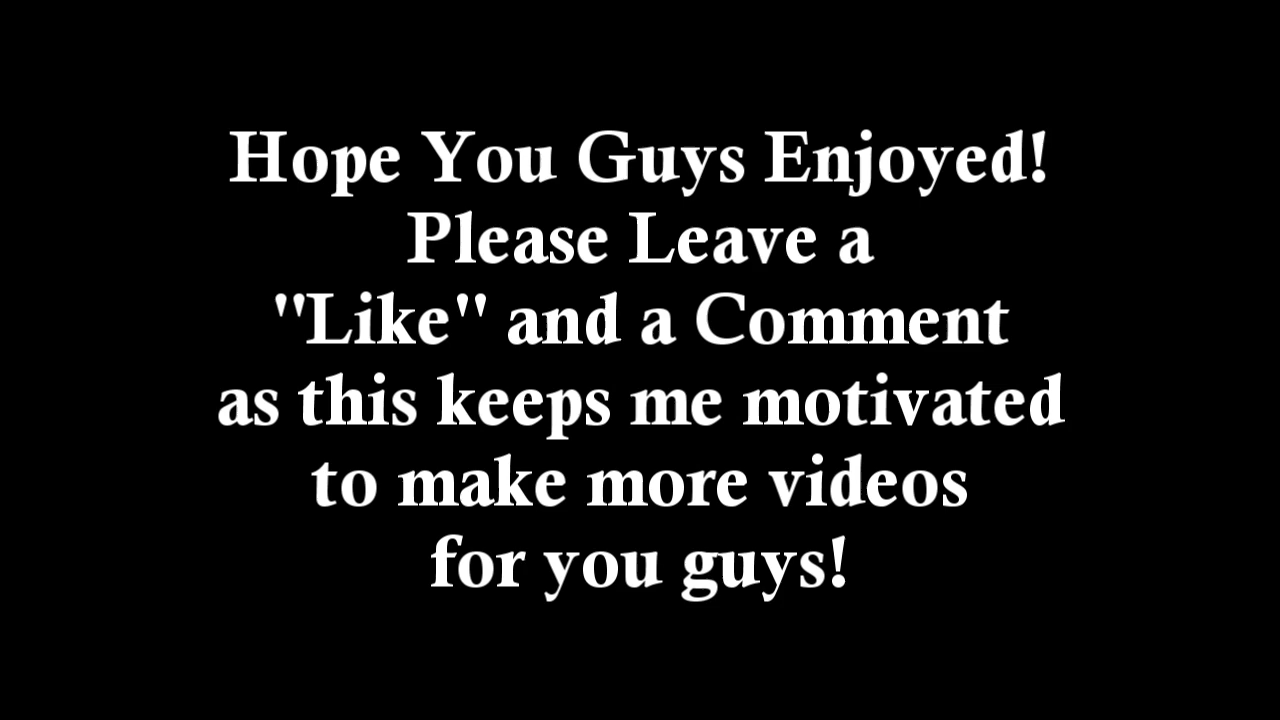 Hope You Guys Enjoyed!
Please Leave a
"Like" and a Comment
as this keeps me motivated
to make more videos
for you guys!